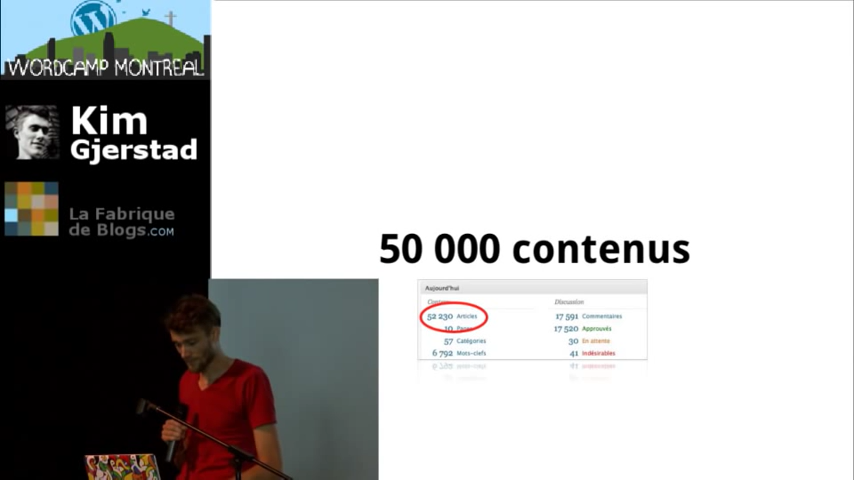 WORDCAMP MONTREAL
Kim
Gjerstad
La Fabrique
de Blogs.COM
50 000 contenus
Aujourd'hui
Discussion
52 230 Articles
17 591 Commentaires
10 Pages
17 520 Approuvés
57 Catégories
30 En attente
6 792 Mots-clefs
41 Indésirables